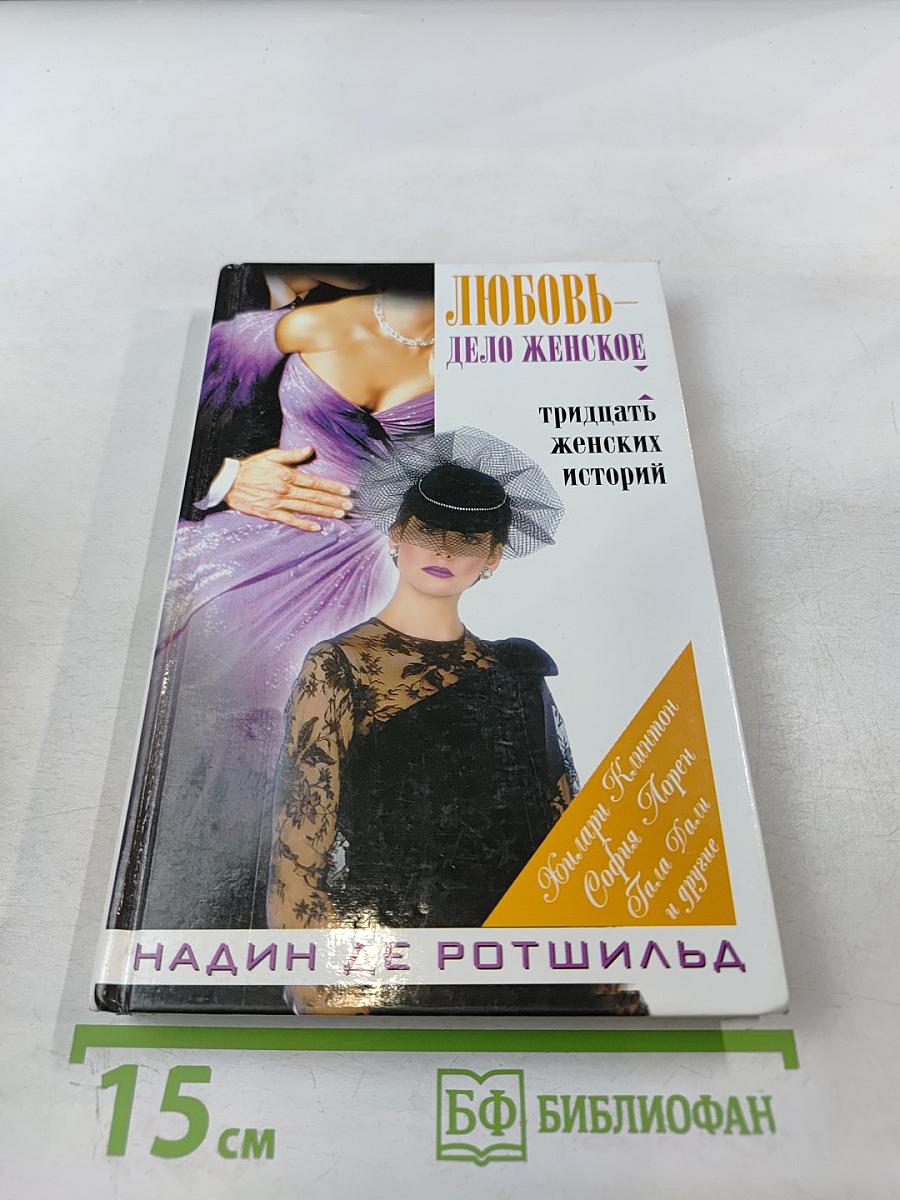 ЛЮБОВЬ–
ДЕЛО ЖЕНСКОЕ
тридцать
женских
историй
Хилари Клинтон
София Лорен
Гала Дали
и другие
НАДИН ДЕ РОТШИЛЬД
15 см
БФ БИБЛИОФАН